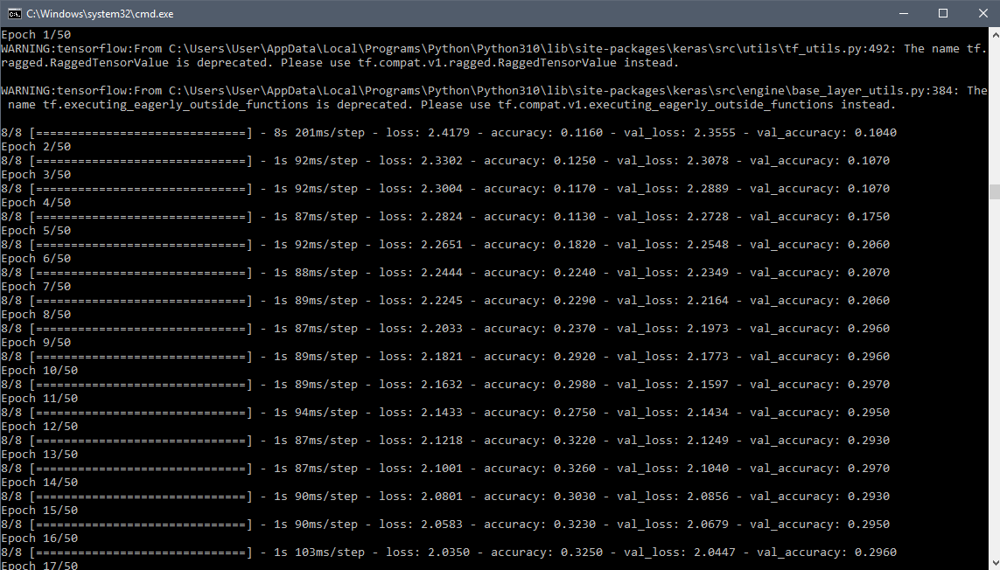 C:\Windows\system32\cmd.exe
Epoch 1/50
WARNING:tensorflow:From C:\Users\User\AppData\Local\Programs\Python\Python310\lib\site-packages\keras\src\utils\tf_utils.py:492: The name tf.
ragged.RaggedTensorValue is deprecated. Please use tf.compat.v1.ragged.RaggedTensorValue instead.
WARNING:tensorflow:From C:\Users\User\AppData\Local\Programs\Python\Python310\lib\site-packages\keras\src\engine\base_layer_utils.py:384: The
name tf.executing_eagerly_outside_functions is deprecated. Please use tf.compat.v1.executing_eagerly_outside_functions instead.
8/8 [==============================] - 8s 201ms/step - loss: 2.4179 - accuracy: 0.1160 - val_loss: 2.3555 - val_accuracy: 0.1040
Epoch 2/50
8/8 [==============================] - 1s 92ms/step - loss: 2.3302 - accuracy: 0.1250 - val_loss: 2.3078 - val_accuracy: 0.1070
Epoch 3/50
8/8 [==============================] - 1s 92ms/step - loss: 2.3004 - accuracy: 0.1170 - val_loss: 2.2889 - val_accuracy: 0.1070
Epoch 4/50
8/8 [==============================] - 1s 87ms/step - loss: 2.2824 - accuracy: 0.1130 - val_loss: 2.2728 - val_accuracy: 0.1750
Epoch 5/50
8/8 [==============================] - 1s 92ms/step - loss: 2.2651 - accuracy: 0.1820 - val_loss: 2.2548 - val_accuracy: 0.2060
Epoch 6/50
8/8 [==============================] - 1s 88ms/step - loss: 2.2444 - accuracy: 0.2240 - val_loss: 2.2349 - val_accuracy: 0.2070
Epoch 7/50
8/8 [==============================] - 1s 89ms/step - loss: 2.2245 - accuracy: 0.2290 - val_loss: 2.2164 - val_accuracy: 0.2060
Epoch 8/50
8/8 [==============================] - 1s 87ms/step - loss: 2.2033 - accuracy: 0.2370 - val_loss: 2.1973 - val_accuracy: 0.2960
Epoch 9/50
8/8 [==============================] - 1s 89ms/step - loss: 2.1821 - accuracy: 0.2920 - val_loss: 2.1773 - val_accuracy: 0.2960
Epoch 10/50
8/8 [==============================] - 1s 89ms/step - loss: 2.1632 - accuracy: 0.2980 - val_loss: 2.1597 - val_accuracy: 0.2970
Epoch 11/50
8/8 [==============================] - 1s 94ms/step - loss: 2.1433 - accuracy: 0.2750 - val_loss: 2.1434 - val_accuracy: 0.2950
Epoch 12/50
8/8 [==============================] - 1s 87ms/step - loss: 2.1218 - accuracy: 0.3220 - val_loss: 2.1249 - val_accuracy: 0.2930
Epoch 13/50
8/8 [==============================] - 1s 87ms/step - loss: 2.1001 - accuracy: 0.3260 - val_loss: 2.1040 - val_accuracy: 0.2970
Epoch 14/50
8/8 [==============================] - 1s 90ms/step - loss: 2.0801 - accuracy: 0.3030 - val_loss: 2.0856 - val_accuracy: 0.2930
Epoch 15/50
8/8 [==============================] - 1s 90ms/step - loss: 2.0583 - accuracy: 0.3230 - val_loss: 2.0679 - val_accuracy: 0.2950
Epoch 16/50
8/8 [==============================] - 1s 103ms/step - loss: 2.0350 - accuracy: 0.3250 - val_loss: 2.0447 - val_accuracy: 0.2960
Epoch 17/50